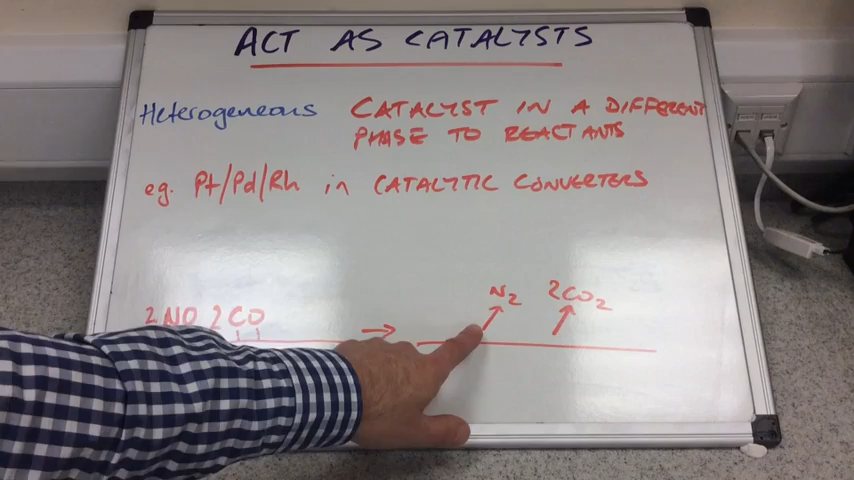 ACT AS CATALYSTS
Heterogeneous CATALYST IN A DIFFERENT
PHASE TO REACTANTS
eg. Pt/Pd/Rh in CATALYTIC CONVERTERS
2NO 2CO → N₂ 2CO₂